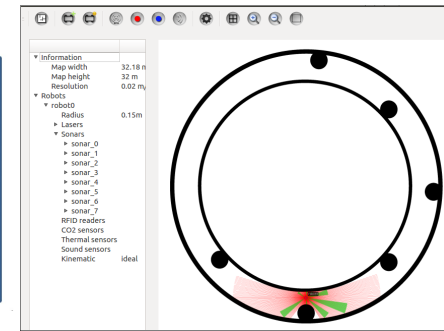 Information
Map width 32.18 m
Map height 32 m
Resolution 0.02 m/
Robots
robot0
Radius 0.15m
Lasers
Sonars
sonar_0
sonar_1
sonar_2
sonar_3
sonar_4
sonar_5
sonar_6
sonar_7
RFID readers
CO2 sensors
Thermal sensors
Sound sensors
Kinematic ideal